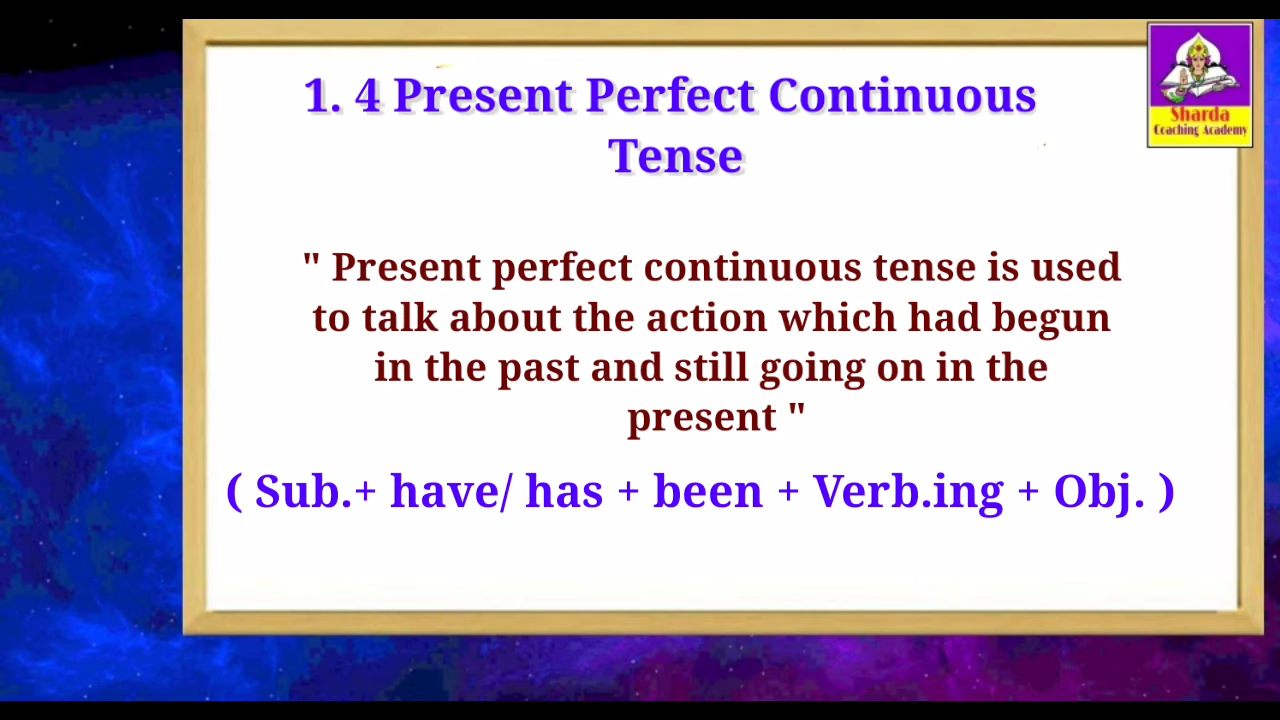 1. 4 Present Perfect Continuous
Tense
" Present perfect continuous tense is used
to talk about the action which had begun
in the past and still going on in the
present "
( Sub.+ have/ has + been + Verb.ing + Obj. )
Sharda
Coaching Academy